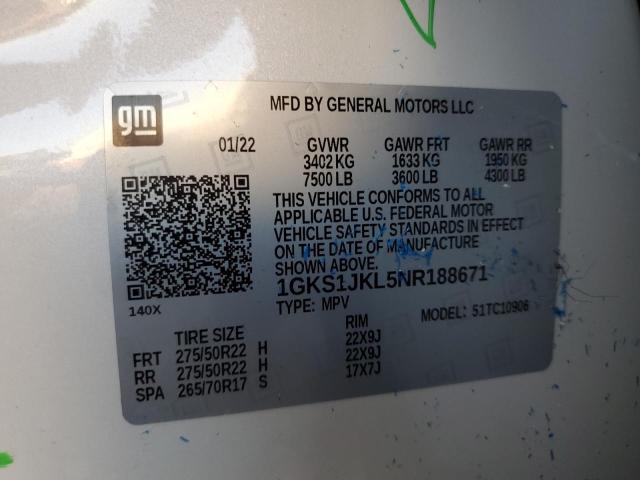 gm
MFD BY GENERAL MOTORS LLC
01/22 GVWR GAWR FRT GAWR RR
3402 KG 1633 KG 1950 KG
7500 LB 3600 LB 4300 LB
THIS VEHICLE CONFORMS TO ALL
APPLICABLE U.S. FEDERAL MOTOR
VEHICLE SAFETY STANDARDS IN EFFECT
ON THE DATE OF MANUFACTURE
SHOWN ABOVE.
1GKS1JKL5NR188671
140X TYPE: MPV MODEL: 51TC10906
TIRE SIZE RIM
FRT 275/50R22 H 22X9J
RR 275/50R22 H 22X9J
SPA 265/70R17 S 17X7J